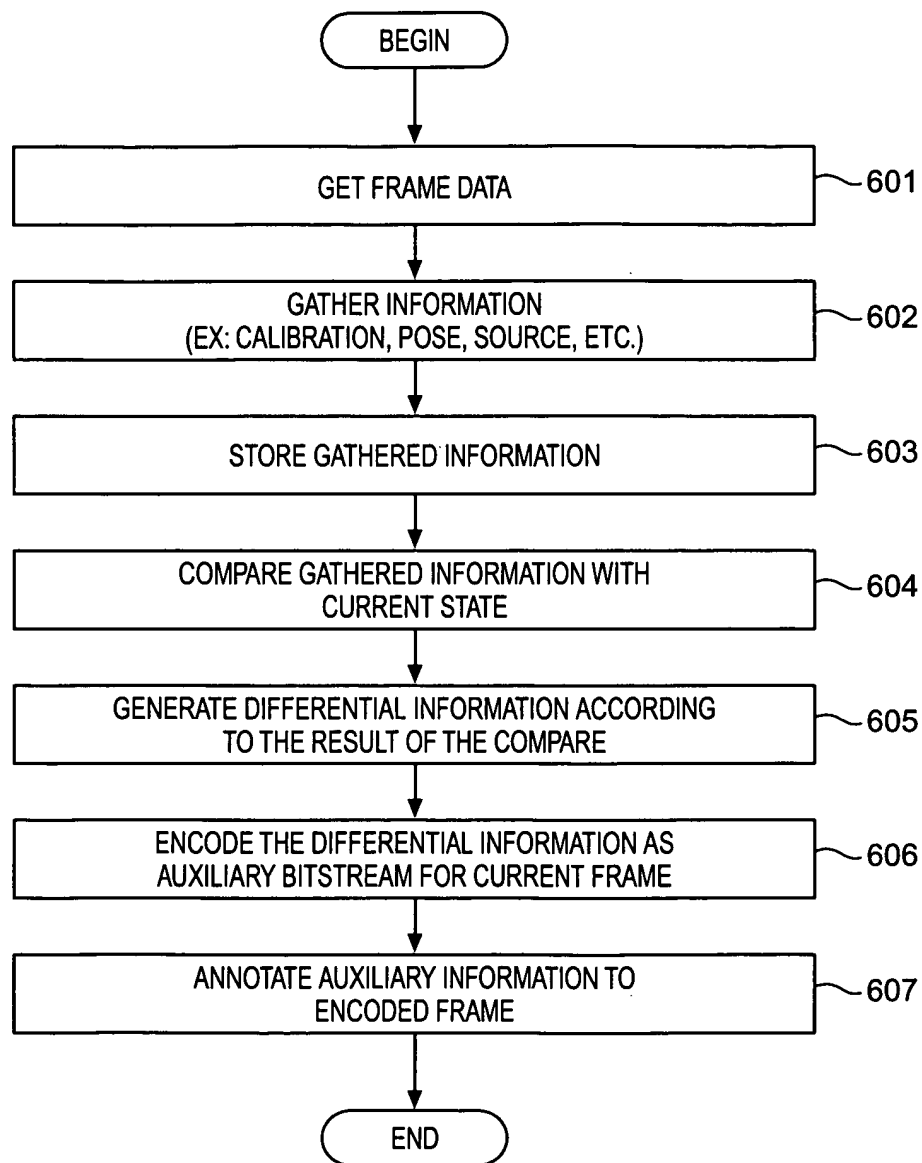 BEGIN
GET FRAME DATA
601
GATHER INFORMATION
(EX: CALIBRATION, POSE, SOURCE, ETC.)
602
STORE GATHERED INFORMATION
603
COMPARE GATHERED INFORMATION WITH
CURRENT STATE
604
GENERATE DIFFERENTIAL INFORMATION ACCORDING
TO THE RESULT OF THE COMPARE
605
ENCODE THE DIFFERENTIAL INFORMATION AS
AUXILIARY BITSTREAM FOR CURRENT FRAME
606
ANNOTATE AUXILIARY INFORMATION TO
ENCODED FRAME
607
END